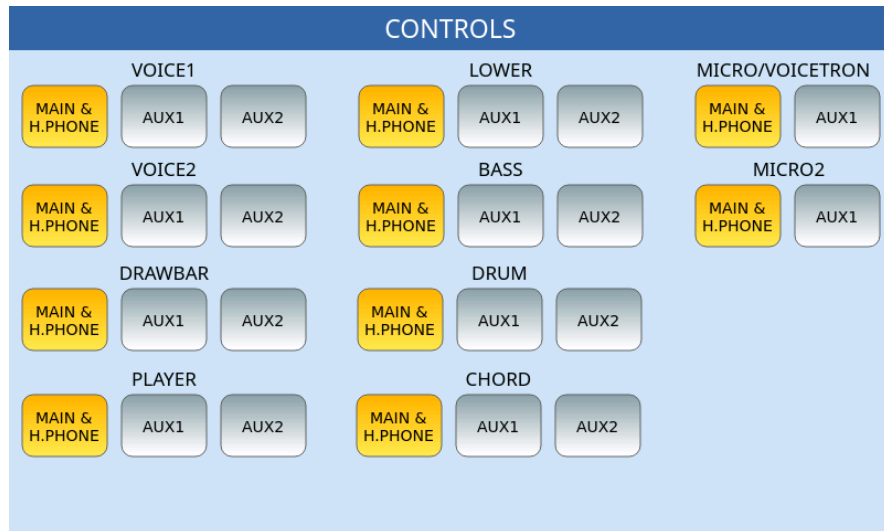 CONTROLS
VOICE1 LOWER MICRO/VOICETRON
MAIN &
H.PHONE AUX1 AUX2 MAIN &
H.PHONE AUX1 AUX2 MAIN &
H.PHONE AUX1
VOICE2 BASS MICRO2
MAIN &
H.PHONE AUX1 AUX2 MAIN &
H.PHONE AUX1 AUX2 MAIN &
H.PHONE AUX1
DRAWBAR DRUM
MAIN &
H.PHONE AUX1 AUX2 MAIN &
H.PHONE AUX1 AUX2
PLAYER CHORD
MAIN &
H.PHONE AUX1 AUX2 MAIN &
H.PHONE AUX1 AUX2